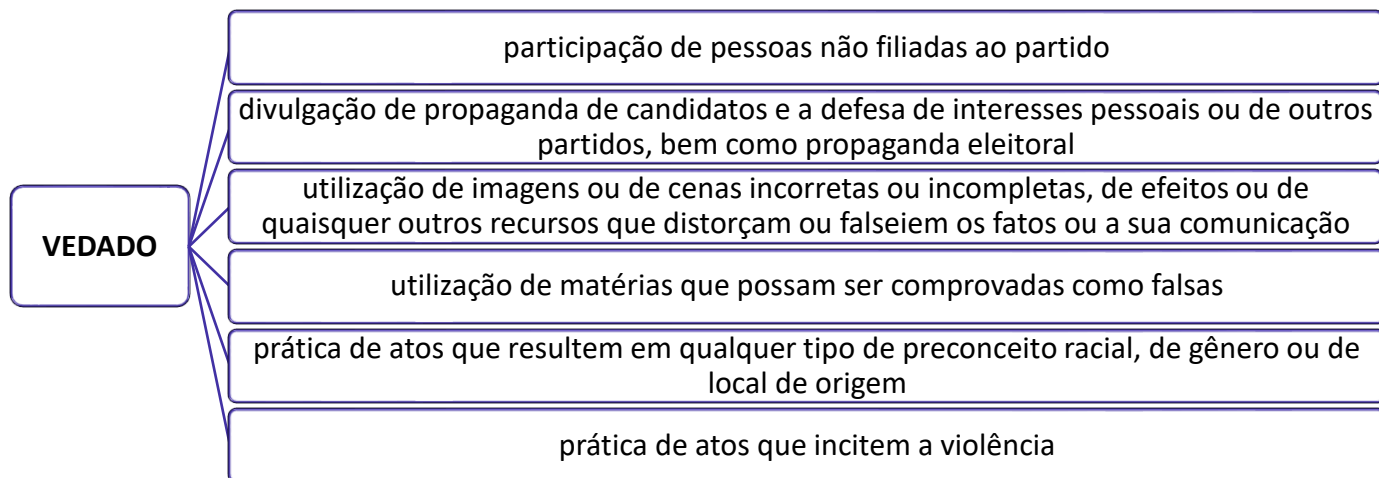 VEDADO
participação de pessoas não filiadas ao partido
divulgação de propaganda de candidatos e a defesa de interesses pessoais ou de outros
partidos, bem como propaganda eleitoral
utilização de imagens ou de cenas incorretas ou incompletas, de efeitos ou de
quaisquer outros recursos que distorçam ou falseiem os fatos ou a sua comunicação
utilização de matérias que possam ser comprovadas como falsas
prática de atos que resultem em qualquer tipo de preconceito racial, de gênero ou de
local de origem
prática de atos que incitem a violência